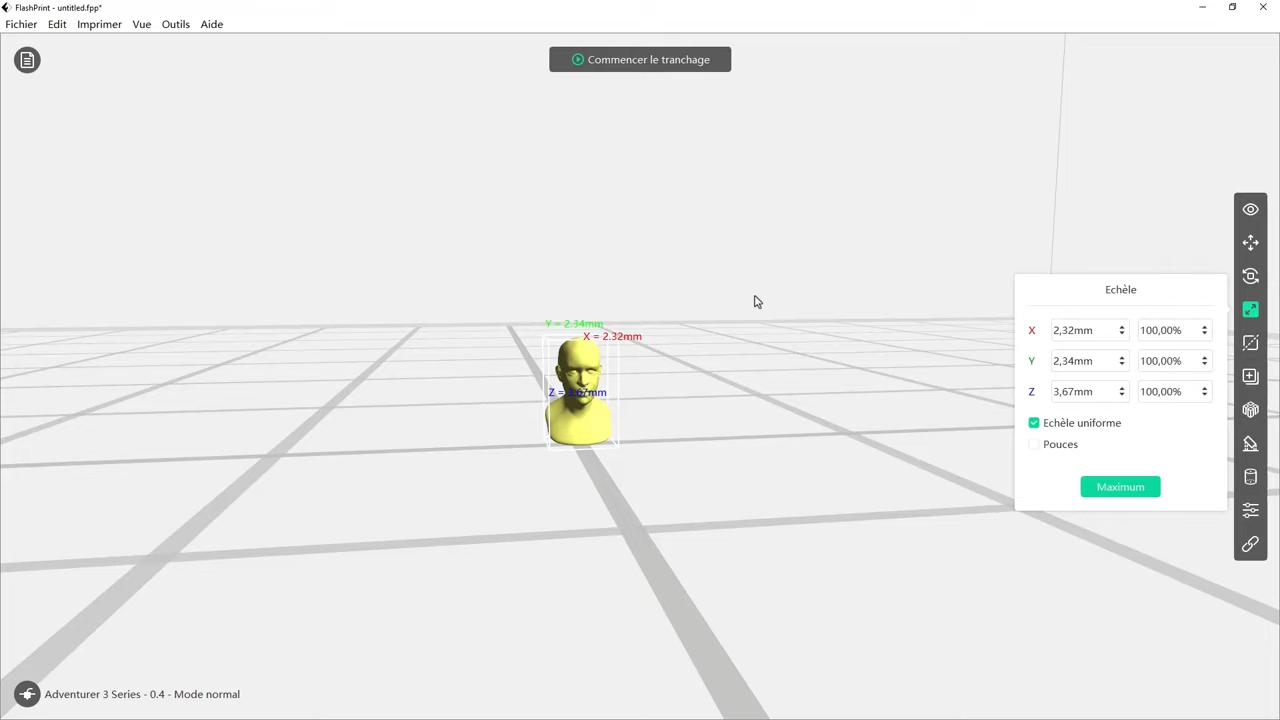 FlashPrint - untitled.fpp*
Fichier Edit Imprimer Vue Outils Aide
Commencer le tranchage
Echèle
Y = 2.34mm
X = 2.32mm
X 2,32mm 100,00%
Y 2,34mm 100,00%
Z = 3.67mm
Z 3,67mm 100,00%
Echèle uniforme
Pouces
Maximum
Adventurer 3 Series - 0.4 - Mode normal